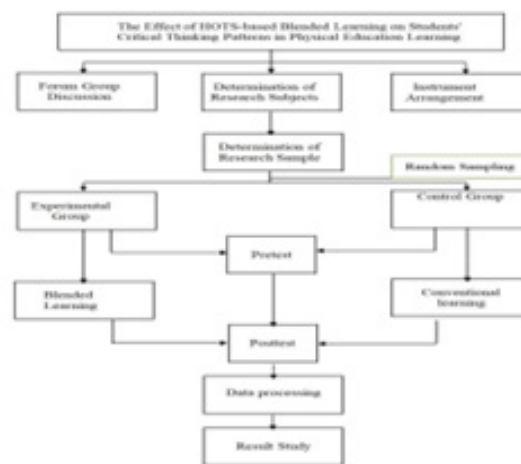 The Effect of HOTS-based Blended Learning on Students'
Critical Thinking Patterns in Physical Education Learning
Forum Group
Discussion
Determination of
Research Subjects
Instrument
Arrangement
Determination of
Research Sample
Random Sampling
Experimental
Group
Control Group
Pretest
Blended
Learning
Conventional
learning
Posttest
Data processing
Result Study